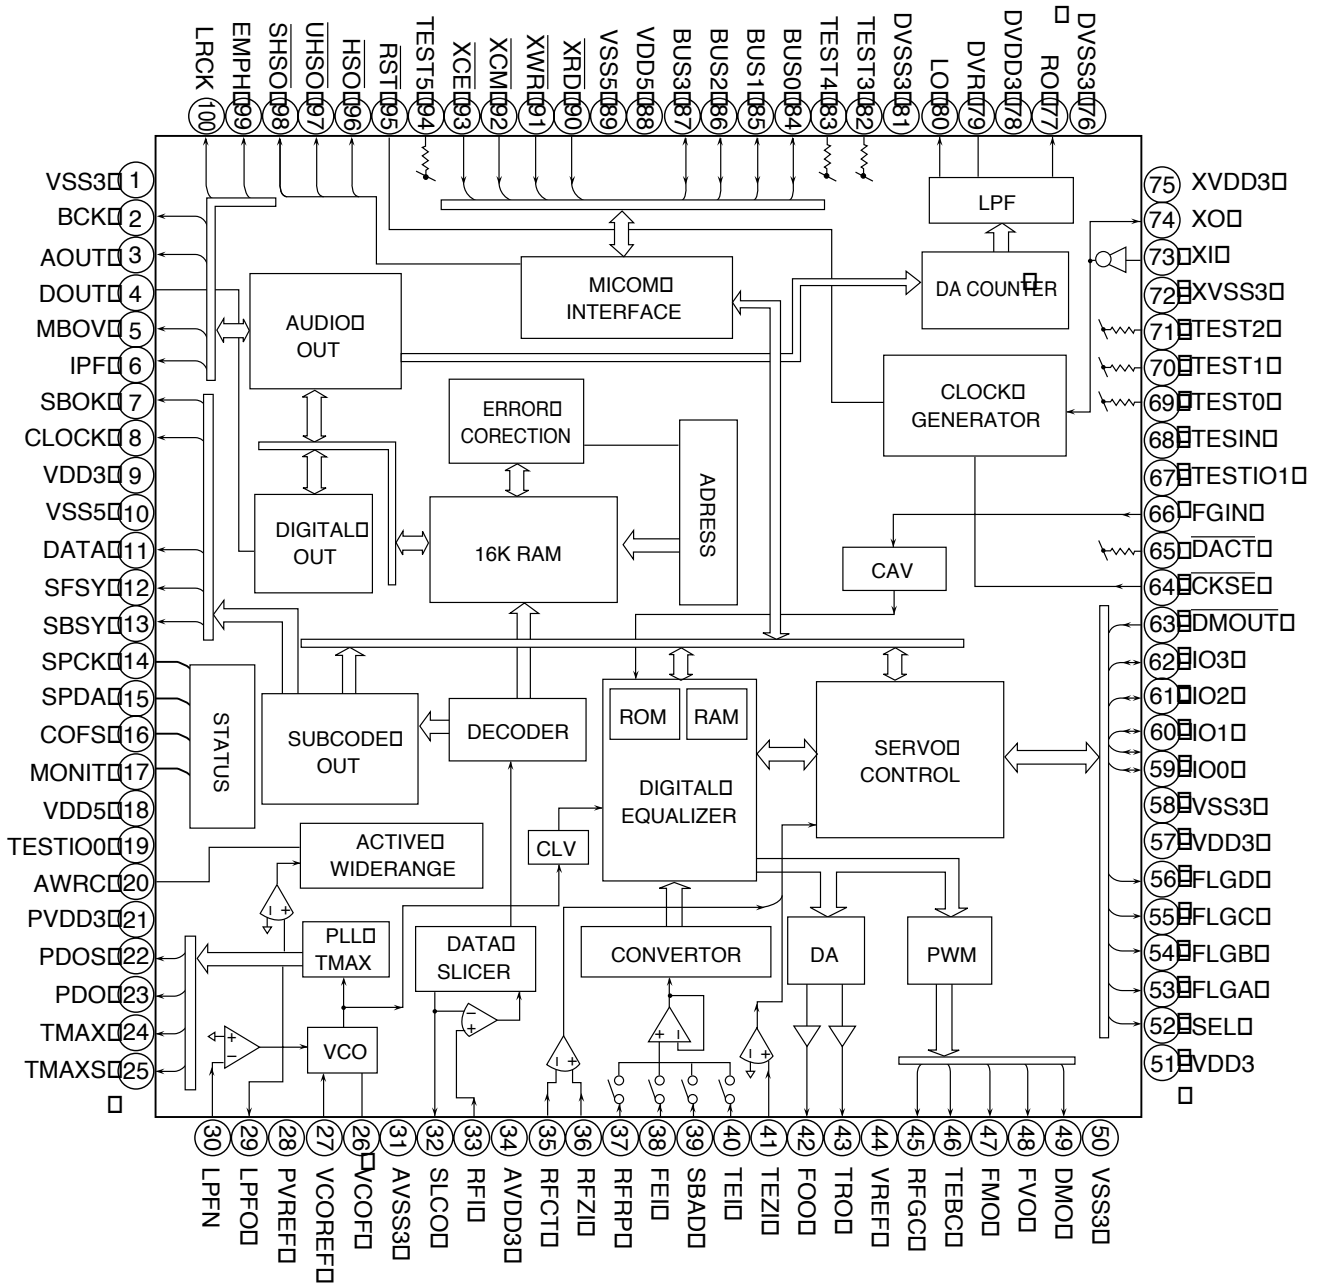 LRCK
EMPH
SHSO
UHSO
HSO
RST
TEST5
XCE
XCM
XWR
XRD
VSS5
VDD5
BUS3
BUS2
BUS1
BUS0
TEST4
TEST3
DVSS3
LO
DVR
DVDD3
RO
DVSS3
100
99
98
97
96
95
94
93
92
91
90
89
88
87
86
85
84
83
82
81
80
79
78
77
76
VSS3 1
BCK 2
AOUT 3
DOUT 4
MBOV 5
IPF 6
SBOK 7
CLOCK 8
VDD3 9
VSS5 10
DATA 11
SFSY 12
SBSY 13
SPCK 14
SPDA 15
COFS 16
MONIT 17
VDD5 18
TESTIO0 19
AWRC 20
PVDD3 21
PDOS 22
PDO 23
TMAX 24
TMAXS 25
75 XVDD3
74 XO
73 XI
72 XVSS3
71 TEST2
70 TEST1
69 TEST0
68 TESIN
67 TESTIO1
66 FGIN
65 DACT
64 CKSE
63 DMOUT
62 IO3
61 IO2
60 IO1
59 IO0
58 VSS3
57 VDD3
56 FLGD
55 FLGC
54 FLGB
53 FLGA
52 SEL
51 VDD3
LPF
MICOM
INTERFACE
DA COUNTER
AUDIO
OUT
CLOCK
GENERATOR
ERROR
CORECTION
ADRESS
DIGITAL
OUT
16K RAM
CAV
STATUS
SUBCODE
OUT
DECODER
ROM
RAM
DIGITAL
EQUALIZER
SERVO
CONTROL
CLV
ACTIVE
WIDERANGE
PLL
TMAX
DATA
SLICER
CONVERTOR
DA
PWM
VCO
− +
+
−
−
+
− +
+ −
− +
30
29
28
27
26
31
32
33
34
35
36
37
38
39
40
41
42
43
44
45
46
47
48
49
50
LPFN
LPFO
PVREF
VCOREF
VCOF
AVSS3
SLCO
RFI
AVDD3
RFCT
RFZI
RFRP
FEI
SBAD
TEI
TEZI
FOO
TRO
VREF
RFGC
TEBC
FMO
FVO
DMO
VSS3